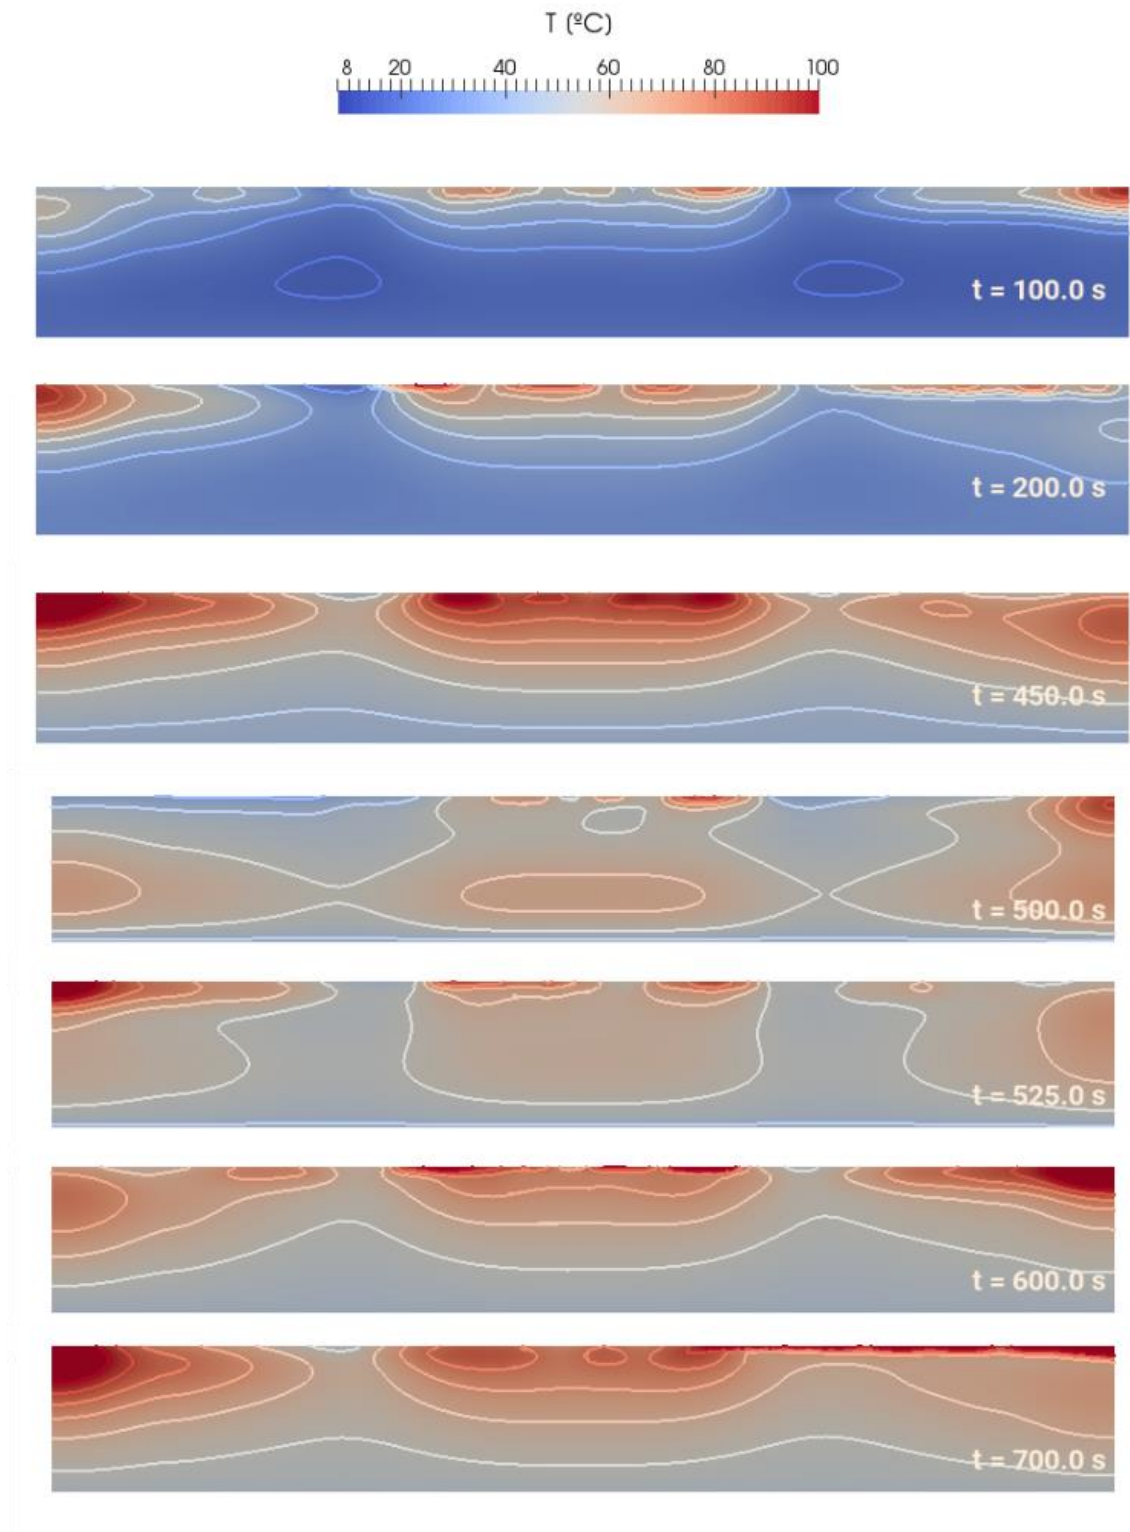 T (ºC)
8 20 40 60 80 100
t = 100.0 s
t = 200.0 s
t = 450.0 s
t = 500.0 s
t = 525.0 s
t = 600.0 s
t = 700.0 s